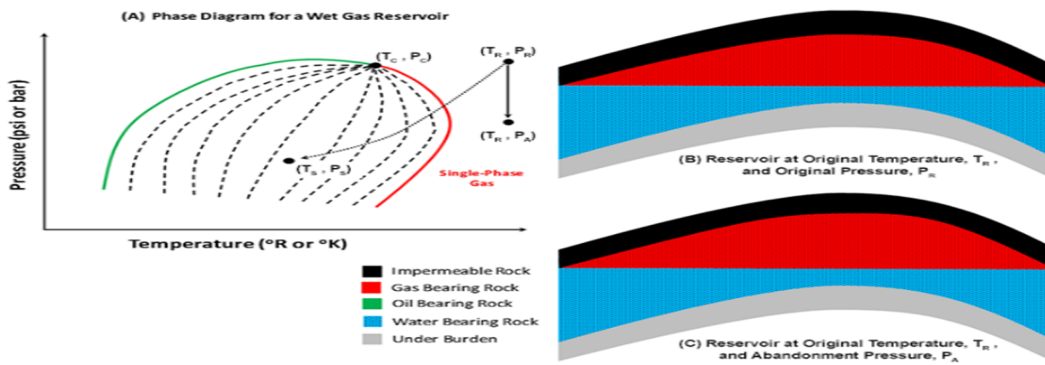 (A) Phase Diagram for a Wet Gas Reservoir
(T_C, P_C)
(T_R, P_R)
(T_R, P_A)
(T_S, P_S)
Single-Phase
Gas
Pressure (psi or bar)
Temperature (°R or °K)
Impermeable Rock
Gas Bearing Rock
Oil Bearing Rock
Water Bearing Rock
Under Burden
(B) Reservoir at Original Temperature, T_R,
and Original Pressure, P_R
(C) Reservoir at Original Temperature, T_R,
and Abandonment Pressure, P_A